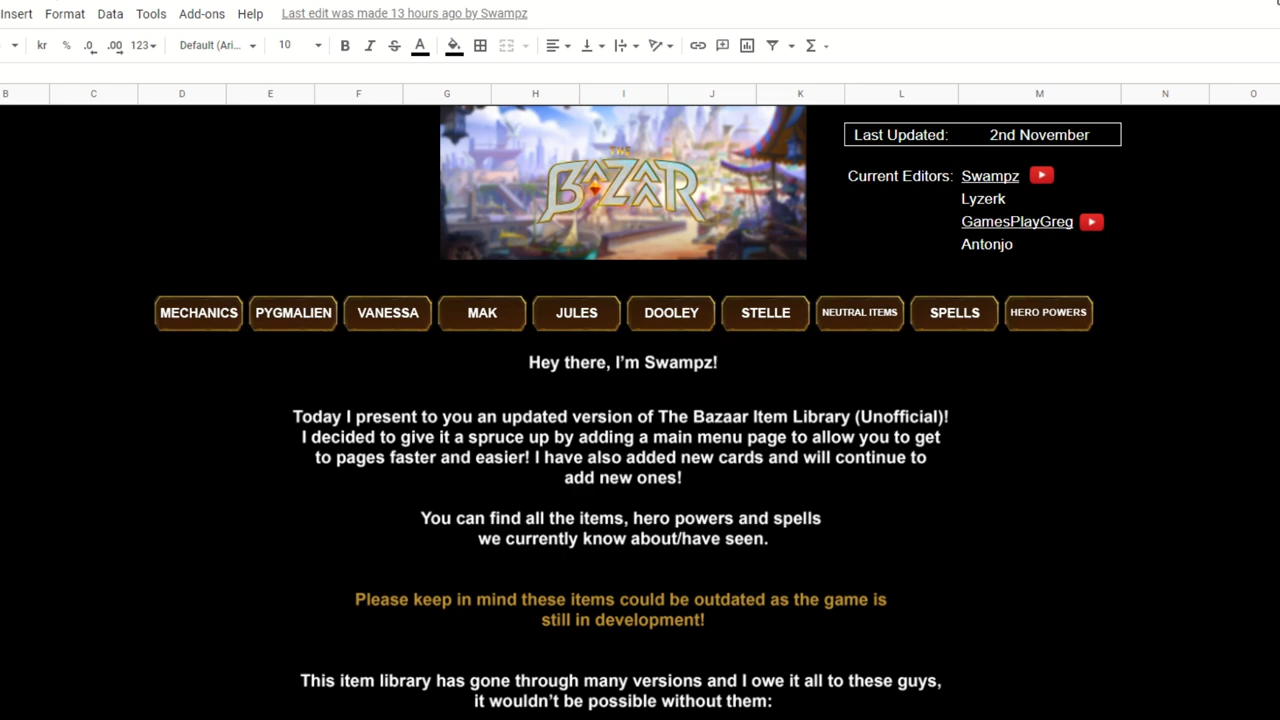 Insert Format Data Tools Add-ons Help Last edit was made 13 hours ago by Swampz
kr % .0 .00 123 Default (Ari... 10 B I S A Σ
B C D E F G H I J K L M N O
THE
BAZAAR
Last Updated: 2nd November
Current Editors: Swampz
Lyzerk
GamesPlayGreg
Antonjo
MECHANICS PYGMALIEN VANESSA MAK JULES DOOLEY STELLE NEUTRAL ITEMS SPELLS HERO POWERS
Hey there, I'm Swampz!
Today I present to you an updated version of The Bazaar Item Library (Unofficial)!
I decided to give it a spruce up by adding a main menu page to allow you to get
to pages faster and easier! I have also added new cards and will continue to
add new ones!
You can find all the items, hero powers and spells
we currently know about/have seen.
Please keep in mind these items could be outdated as the game is
still in development!
This item library has gone through many versions and I owe it all to these guys,
it wouldn't be possible without them: